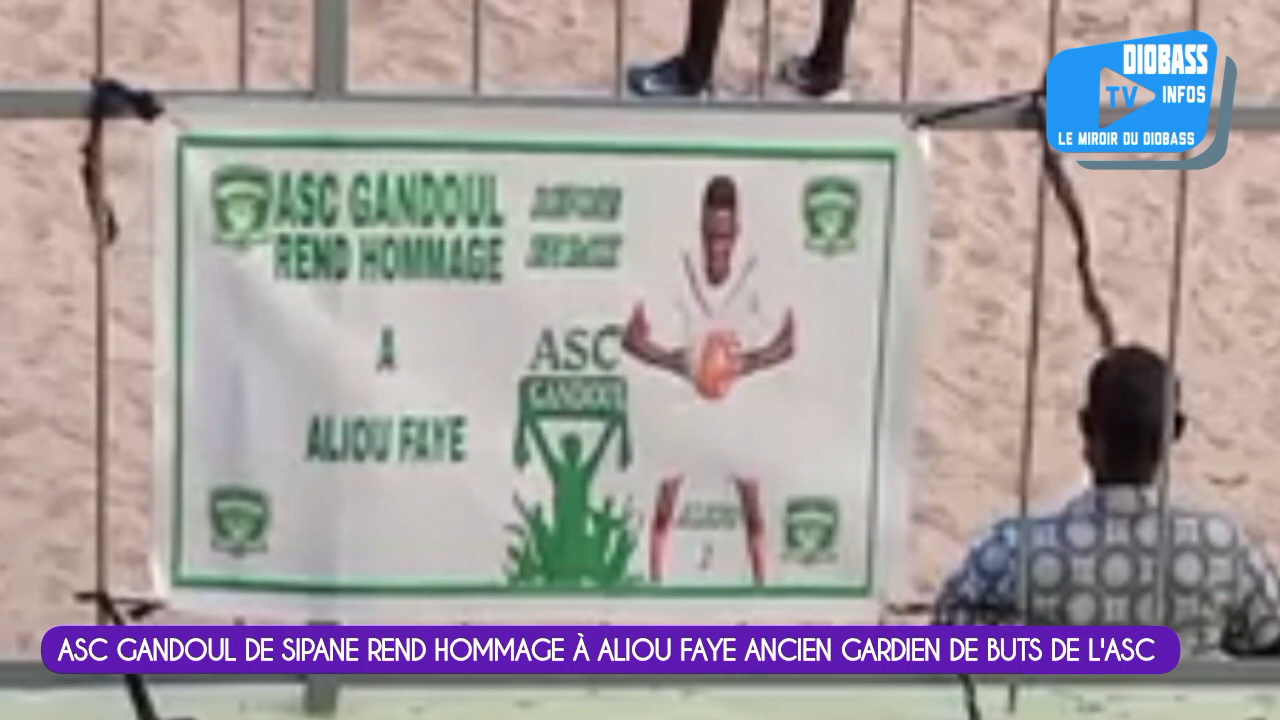 DIOBASS
TV INFOS
LE MIROIR DU DIOBASS
ASC GANDOUL
REND HOMMAGE
A
ALIOU FAYE
ASC
GANDOUL
ASC GANDOUL DE SIPANE REND HOMMAGE À ALIOU FAYE ANCIEN GARDIEN DE BUTS DE L'ASC